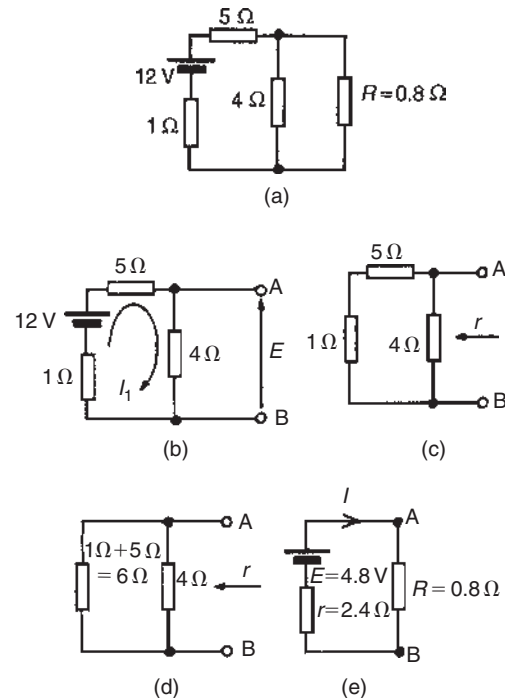 5 Ω
12 V
4 Ω
R=0.8 Ω
1 Ω
(a)
5 Ω
A
12 V
4 Ω
E
1 Ω
I1
B
(b)
5 Ω
A
1 Ω
4 Ω
r
B
(c)
A
1 Ω+5 Ω
= 6 Ω
4 Ω
r
B
(d)
I
A
E=4.8 V
r=2.4 Ω
R = 0.8 Ω
B
(e)